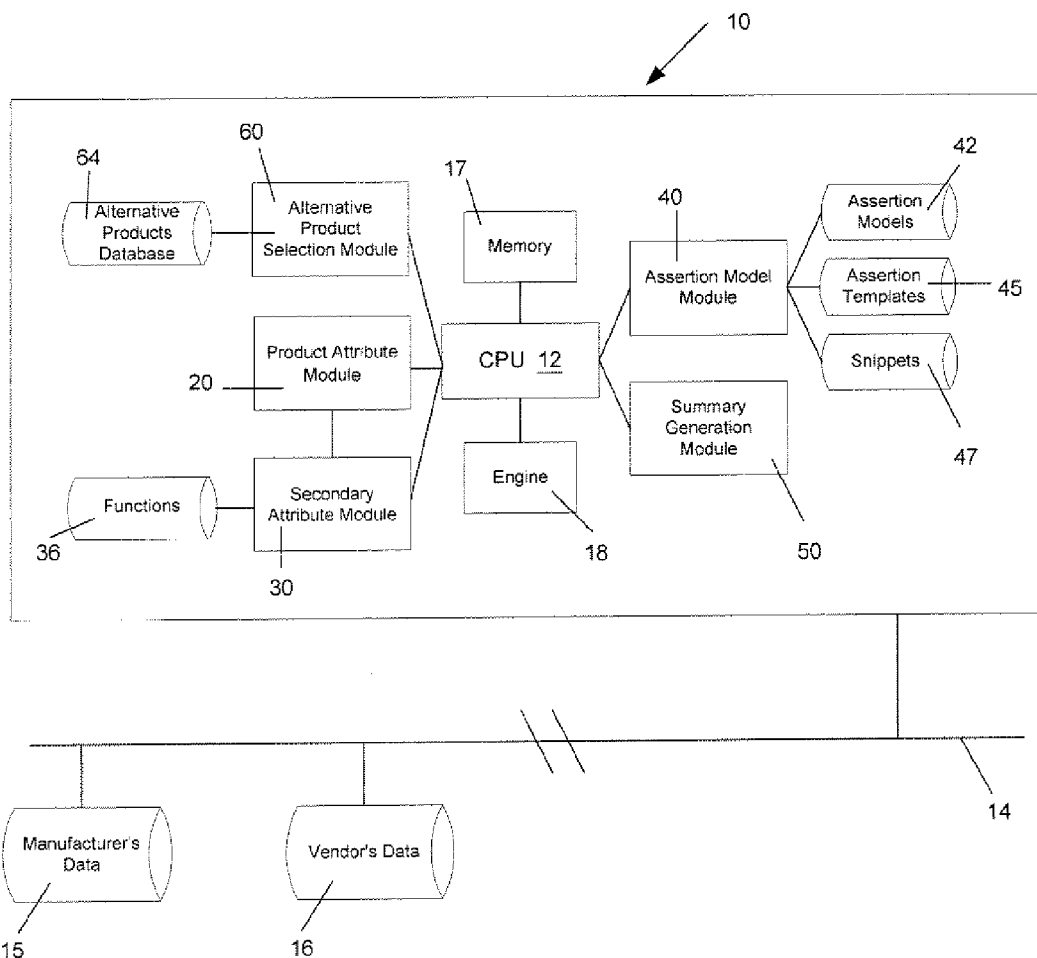 10
64
Alternative
Products
Database
60
Alternative
Product
Selection Module
17
Memory
40
Assertion Model
Module
42
Assertion
Models
Assertion
Templates
45
Snippets
47
Product Attribute
Module
20
CPU 12
Summary
Generation
Module
50
Functions
36
Secondary
Attribute Module
30
Engine
18
14
Manufacturer's
Data
15
Vendor's Data
16